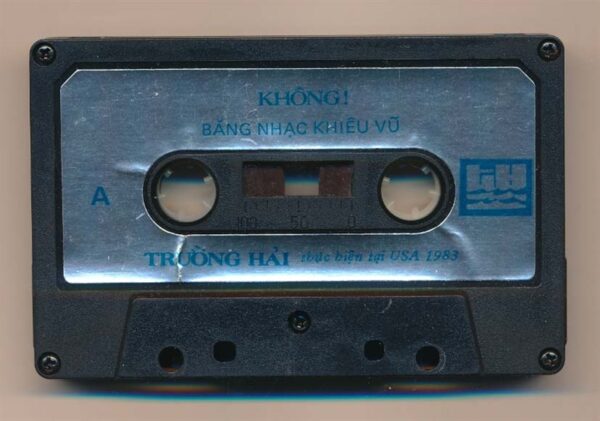 KHÔNG!
BĂNG NHẠC KHIÊU VŨ
A
100 50 0
TRƯỜNG HẢI thực hiện tại USA 1983